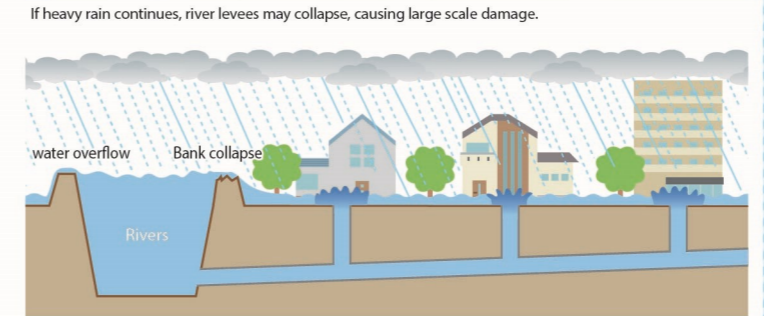 If heavy rain continues, river levees may collapse, causing large scale damage.
water overflow
Bank collapse
Rivers